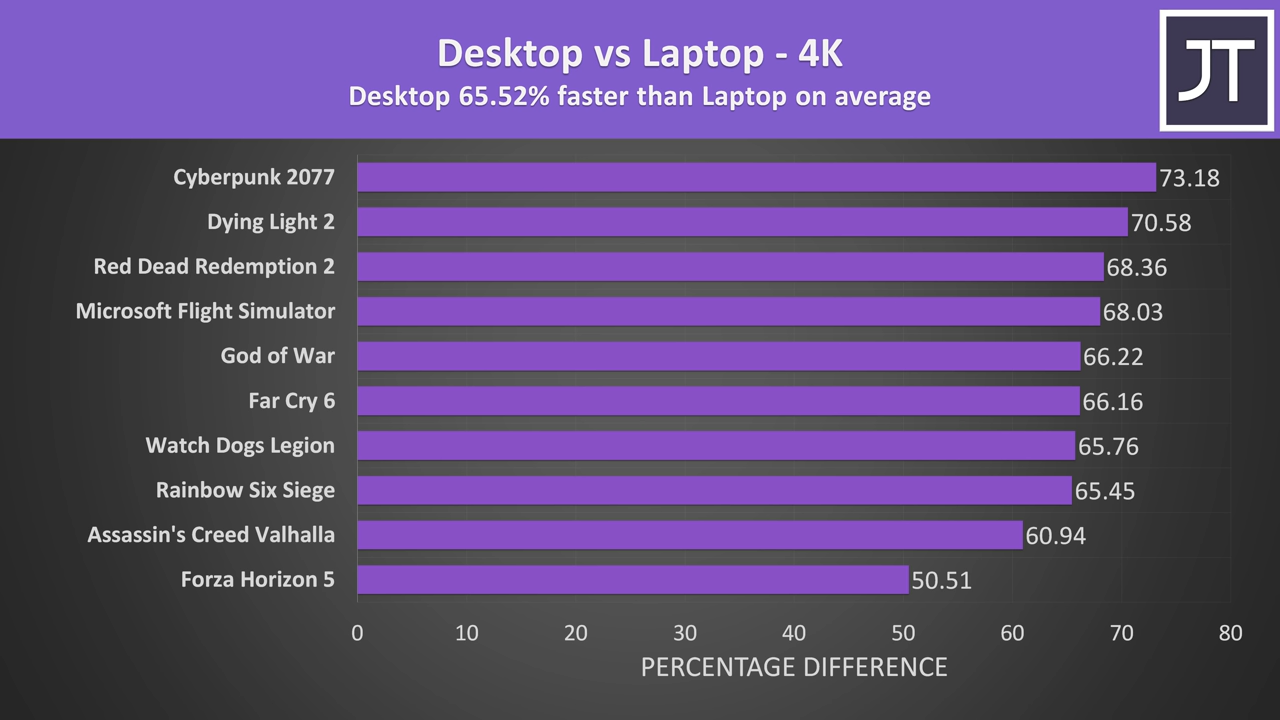 Desktop vs Laptop - 4K
Desktop 65.52% faster than Laptop on average
JT
Cyberpunk 2077 73.18
Dying Light 2 70.58
Red Dead Redemption 2 68.36
Microsoft Flight Simulator 68.03
God of War 66.22
Far Cry 6 66.16
Watch Dogs Legion 65.76
Rainbow Six Siege 65.45
Assassin's Creed Valhalla 60.94
Forza Horizon 5 50.51
0 10 20 30 40 50 60 70 80
PERCENTAGE DIFFERENCE